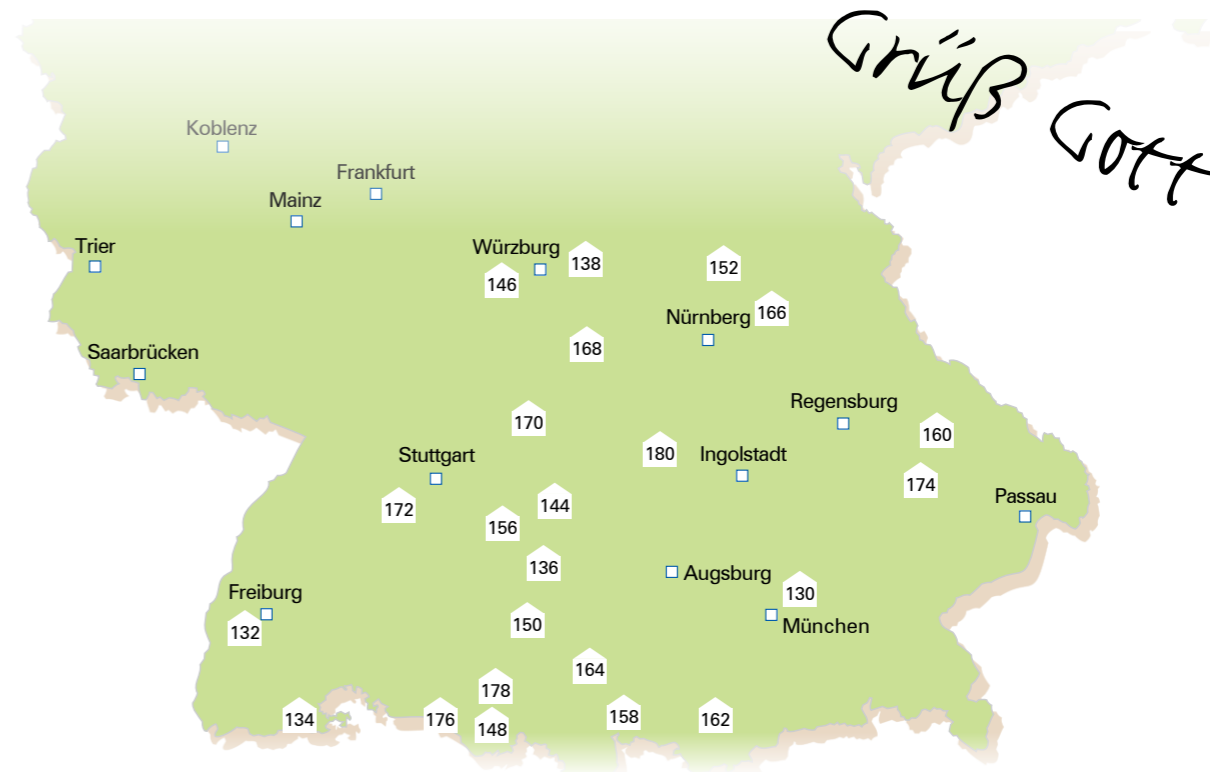 Grüß Gott
Koblenz
Frankfurt
Mainz
Trier
Würzburg
138
152
146
166
Nürnberg
168
Saarbrücken
Regensburg
170
160
180
Ingolstadt
Stuttgart
174
172
144
Passau
156
136
Augsburg
130
Freiburg
132
150
München
164
178
134
176
148
158
162